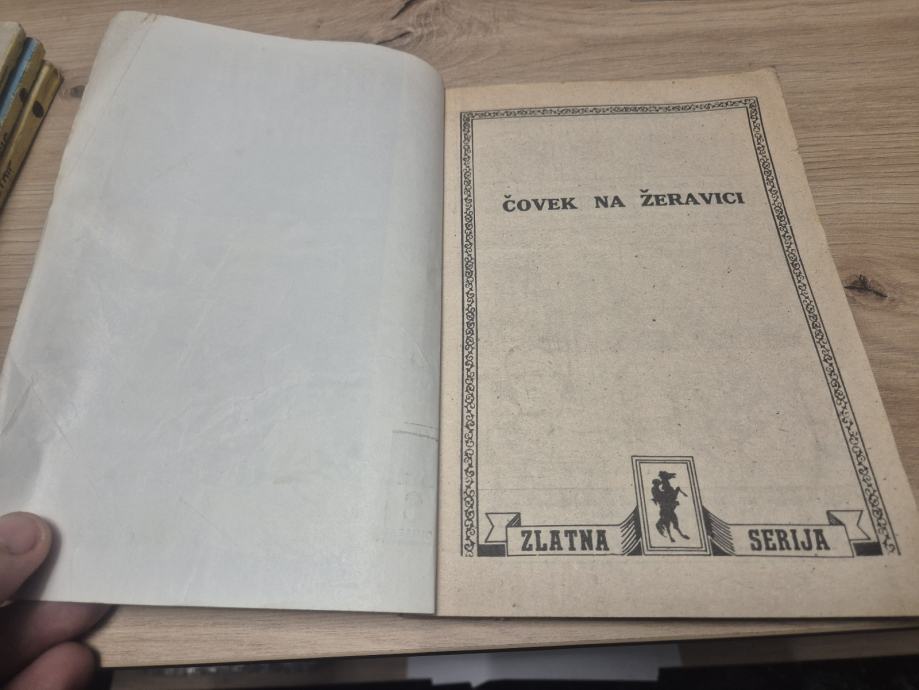 ČOVEK NA ŽERAVICI
ZLATNA SERIJA